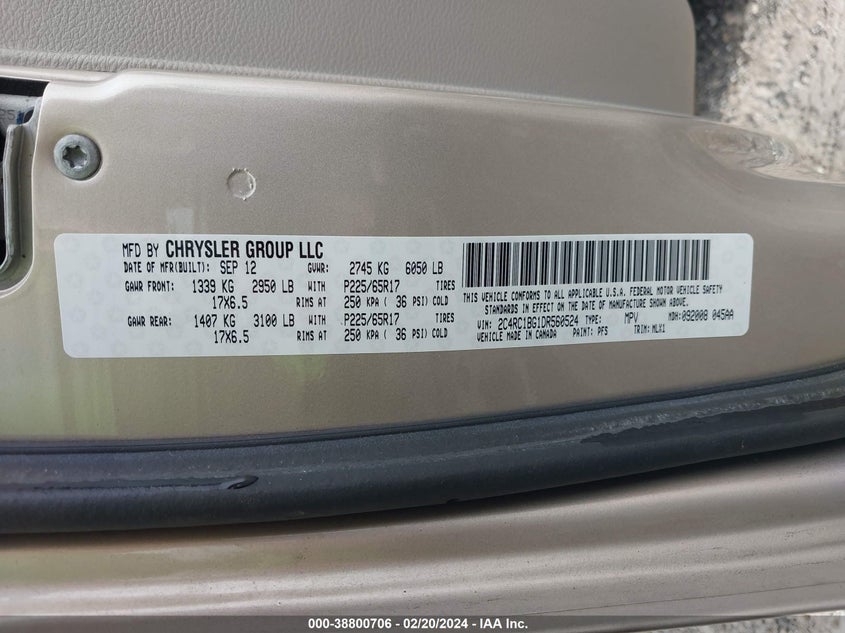 MFD BY CHRYSLER GROUP LLC
DATE OF MFR(BUILT): SEP 12 GVWR: 2745 KG 6050 LB
GAWR FRONT: 1339 KG 2950 LB WITH P225/65R17 TIRES
17X6.5 RIMS AT 250 KPA ( 36 PSI) COLD
GAWR REAR: 1407 KG 3100 LB WITH P225/65R17 TIRES
17X6.5 RIMS AT 250 KPA ( 36 PSI) COLD
THIS VEHICLE CONFORMS TO ALL APPLICABLE U.S.A. FEDERAL MOTOR VEHICLE SAFETY
STANDARDS IN EFFECT ON THE DATE OF MANUFACTURE SHOWN ABOVE.
VIN: 2C4RC1BG1DR560524 TYPE: MPV MDH: 092008 045AA
VEHICLE MADE IN CANADA PAINT: PFS TRIM: MLX1
000-38800706 - 02/20/2024 - IAA Inc.